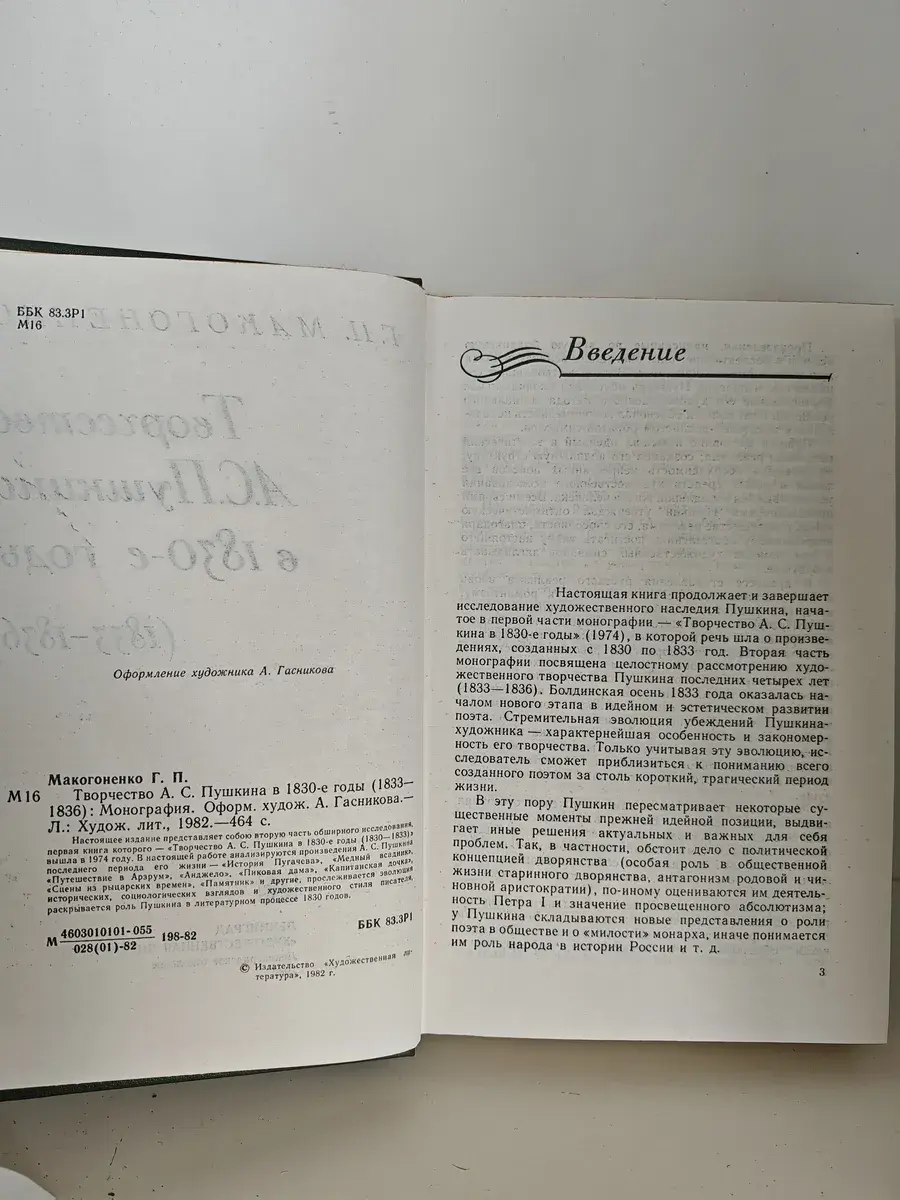 ББК 83.3Р1
М16
Оформление художника А. Гасникова
Макогоненко Г. П.
М16 Творчество А. С. Пушкина в 1830-е годы (1833—
1836): Монография. Оформ. худож. А. Гасникова.—
Л.: Худож. лит., 1982.—464 с.
Настоящее издание представляет собою вторую часть обширного исследования,
первая книга которого — «Творчество А. С. Пушкина в 1830-е годы (1830—1833)»
вышла в 1974 году. В настоящей работе анализируются произведения А. С. Пушкина
последнего периода его жизни — «История Пугачева», «Медный всадник»,
«Путешествие в Арзрум», «Анджело», «Пиковая дама», «Капитанская дочка»,
«Сцены из рыцарских времен», «Памятник» и другие, прослеживается эволюция
исторических, социологических взглядов и художественного стиля писателя,
раскрывается роль Пушкина в литературном процессе 1830 годов.
М 4603010101-055
028(01)-82
198-82
ББК 83.3Р1
© Издательство «Художественная ли-
тература», 1982 г.
Введение
Настоящая книга продолжает и завершает
исследование художественного наследия Пушкина, нача-
тое в первой части монографии — «Творчество А. С. Пуш-
кина в 1830-е годы» (1974), в которой речь шла о произве-
дениях, созданных с 1830 по 1833 год. Вторая часть
монографии посвящена целостному рассмотрению худо-
жественного творчества Пушкина последних четырех лет
(1833—1836). Болдинская осень 1833 года оказалась на-
чалом нового этапа в идейном и эстетическом развитии
поэта. Стремительная эволюция убеждений Пушкина-
художника — характернейшая особенность и закономер-
ность его творчества. Только учитывая эту эволюцию, ис-
следователь сможет приблизиться к пониманию всего
созданного поэтом за столь короткий, трагический период
жизни.
В эту пору Пушкин пересматривает некоторые су-
щественные моменты прежней идейной позиции, выдви-
гает иные решения актуальных и важных для себя
проблем. Так, в частности, обстоит дело с политической
концепцией дворянства (особая роль в общественной
жизни старинного дворянства, антагонизм родовой и чи-
новной аристократии), по-иному оцениваются им деятель-
ность Петра I и значение просвещенного абсолютизма;
у Пушкина складываются новые представления о роли
поэта в обществе и о «милости» монарха, иначе понимается
им роль народа в истории России и т. д.
3